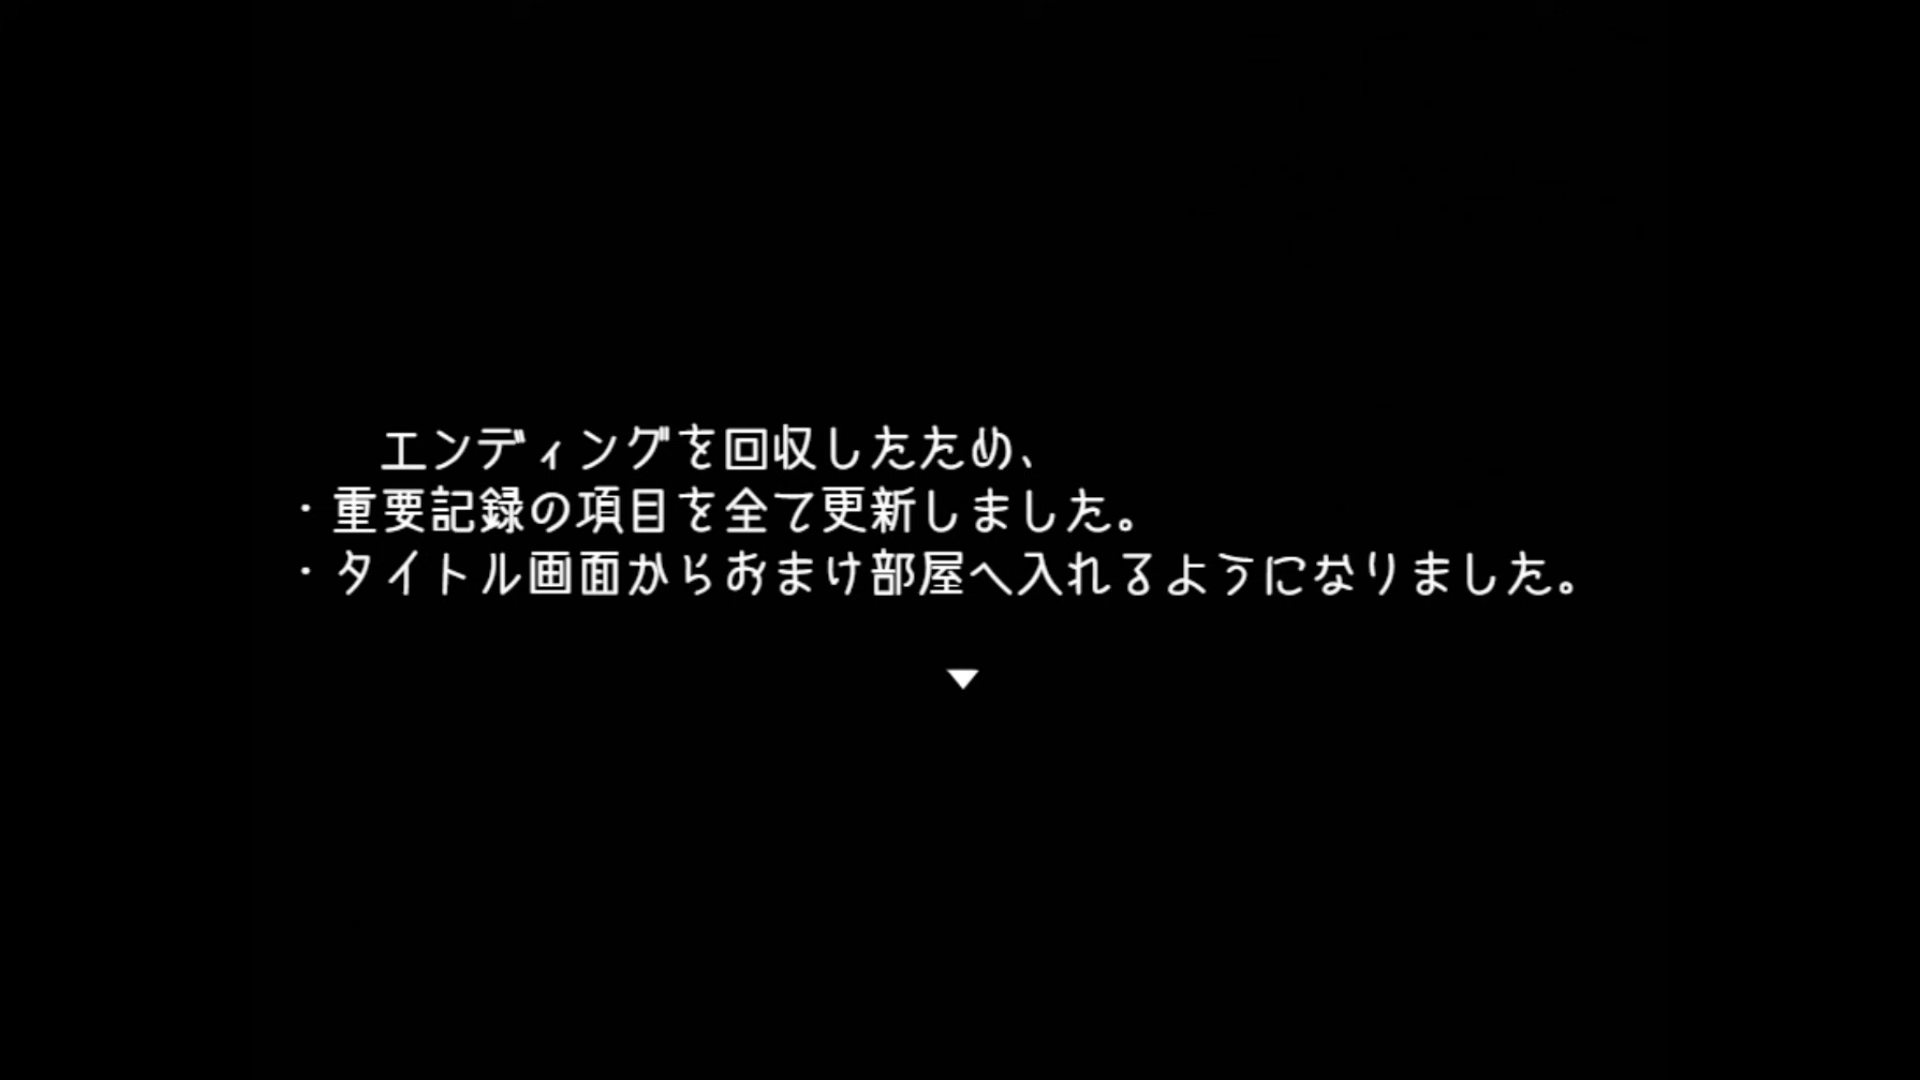 エンディングを回収したため、
・重要記録の項目を全て更新しました。
・タイトル画面からおまけ部屋へ入れるようになりました。